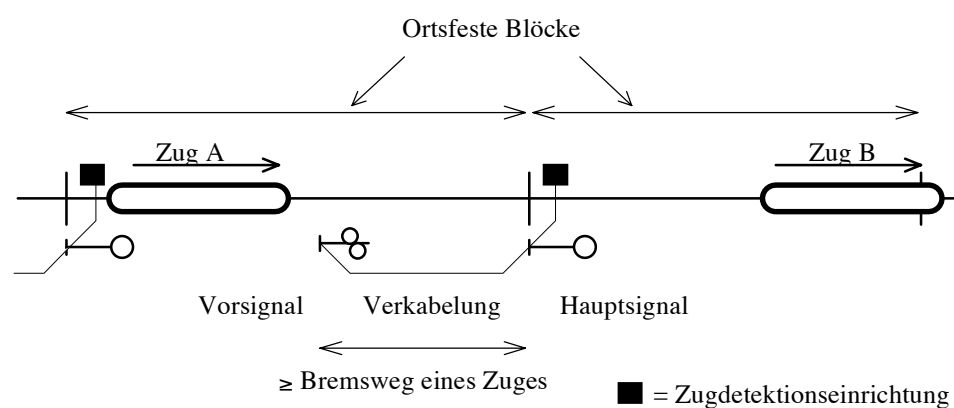 Ortsfeste Blöcke
Zug A
Zug B
Vorsignal
Verkabelung
Hauptsignal
≥ Bremsweg eines Zuges
= Zugdetektionseinrichtung